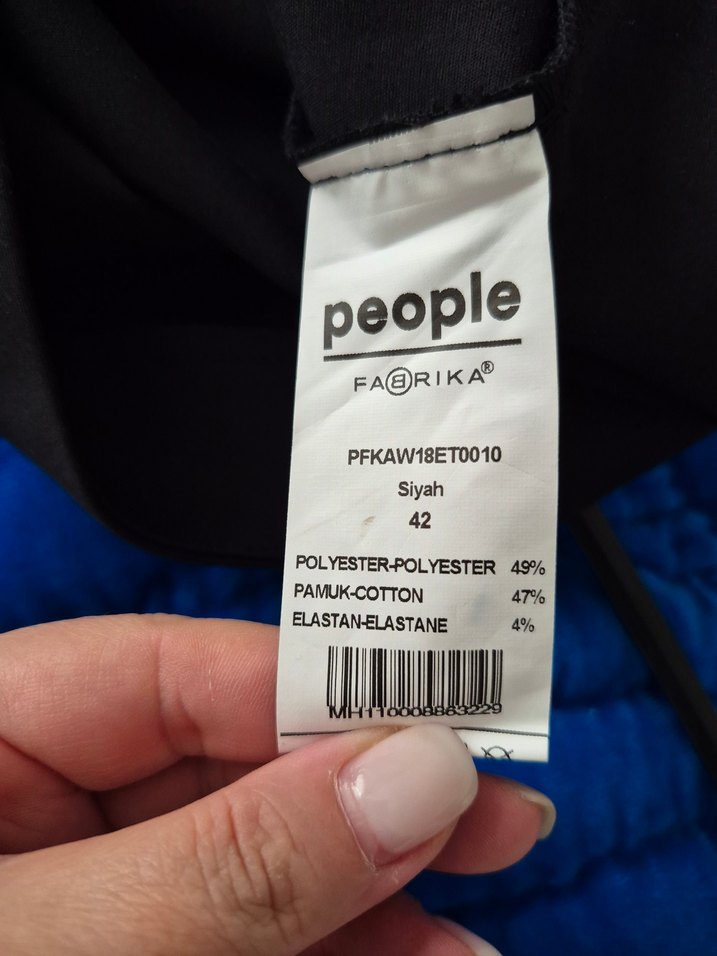 people
FABRIKA®
PFKAW18ET0010
Siyah
42
POLYESTER-POLYESTER 49%
PAMUK-COTTON 47%
ELASTAN-ELASTANE 4%
MH110008863229